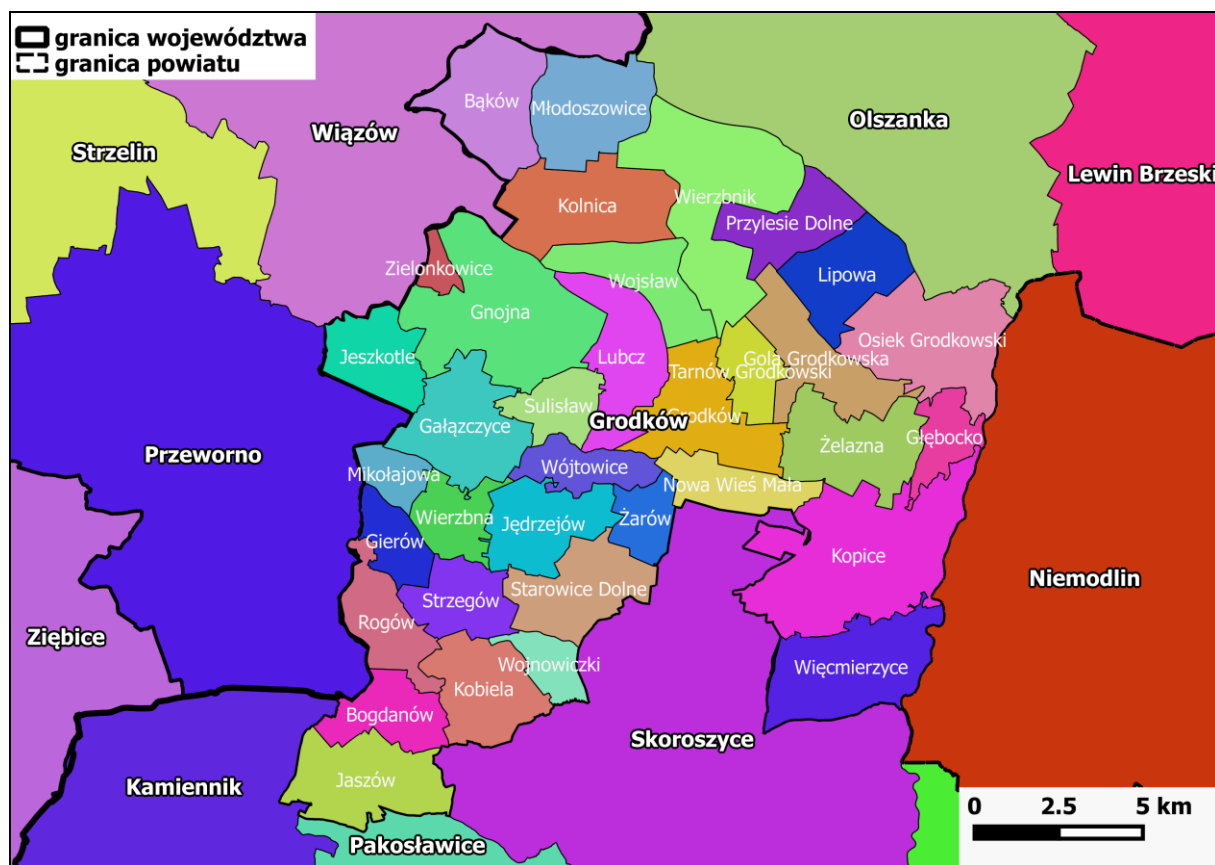 granica województwa
granica powiatu
Bąków
Młodoszowice
Olszanka
Wiązów
Strzelin
Lewin Brzeski
Kolnica
Wierzbnik
Przylesie Dolne
Zielonkowice
Wojsław
Lipowa
Gnojna
Osiek Grodkowski
Jeszkotle
Lubcz
Gola Grodkowska
Tarnów Grodkowski
Sulisław
Grodków
Grodków
Gałązczyce
Żelazna
Głębocko
Przeworno
Mikołajowa
Wójtowice
Nowa Wieś Mała
Wierzbna
Jędrzejów
Żarów
Gierów
Kopice
Niemodlin
Strzegów
Starowice Dolne
Rogów
Ziębice
Wojnowiczki
Więcmierzyce
Kobiela
Bogdanów
Skoroszyce
Jaszów
Kamiennik
Pakosławice
0 2.5 5 km